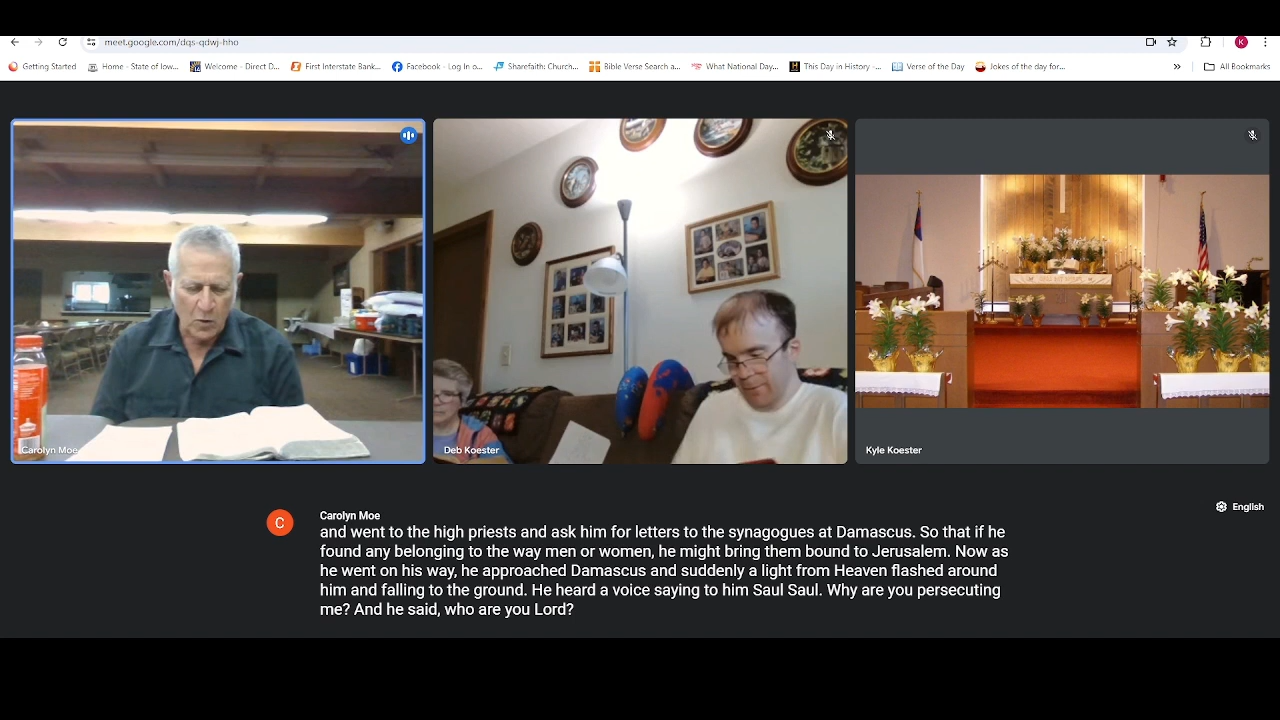 meet.google.com/dqs-qdwj-hho
Getting Started Home - State of Iow... Welcome - Direct D... First Interstate Bank... Facebook - Log In o... Sharefaith: Church... Bible Verse Search a... What National Day... This Day in History -... Verse of the Day Jokes of the day for... » All Bookmarks
K
Carolyn Moe
Deb Koester
Kyle Koester
English
C
Carolyn Moe
and went to the high priests and ask him for letters to the synagogues at Damascus. So that if he
found any belonging to the way men or women, he might bring them bound to Jerusalem. Now as
he went on his way, he approached Damascus and suddenly a light from Heaven flashed around
him and falling to the ground. He heard a voice saying to him Saul Saul. Why are you persecuting
me? And he said, who are you Lord?